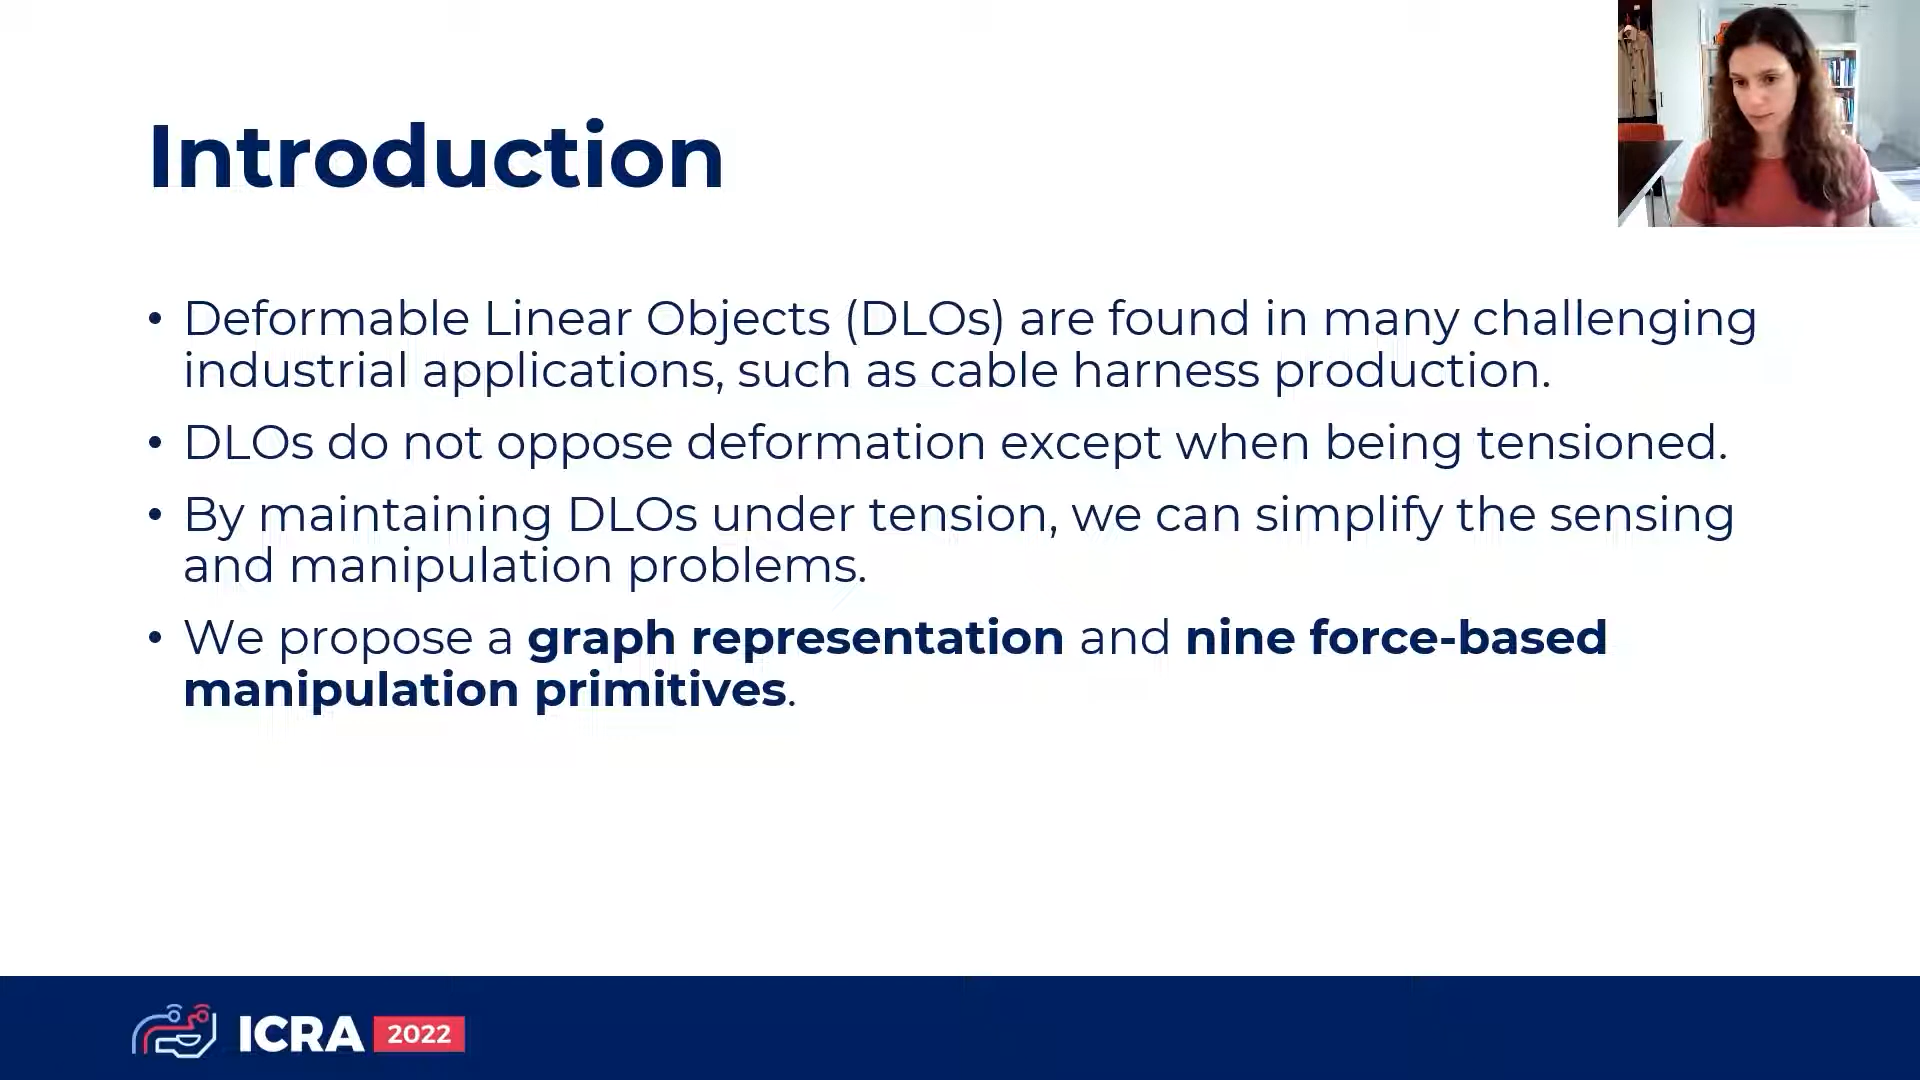 Introduction
• Deformable Linear Objects (DLOs) are found in many challenging
industrial applications, such as cable harness production.
• DLOs do not oppose deformation except when being tensioned.
• By maintaining DLOs under tension, we can simplify the sensing
and manipulation problems.
• We propose a graph representation and nine force-based
manipulation primitives.
ICRA 2022